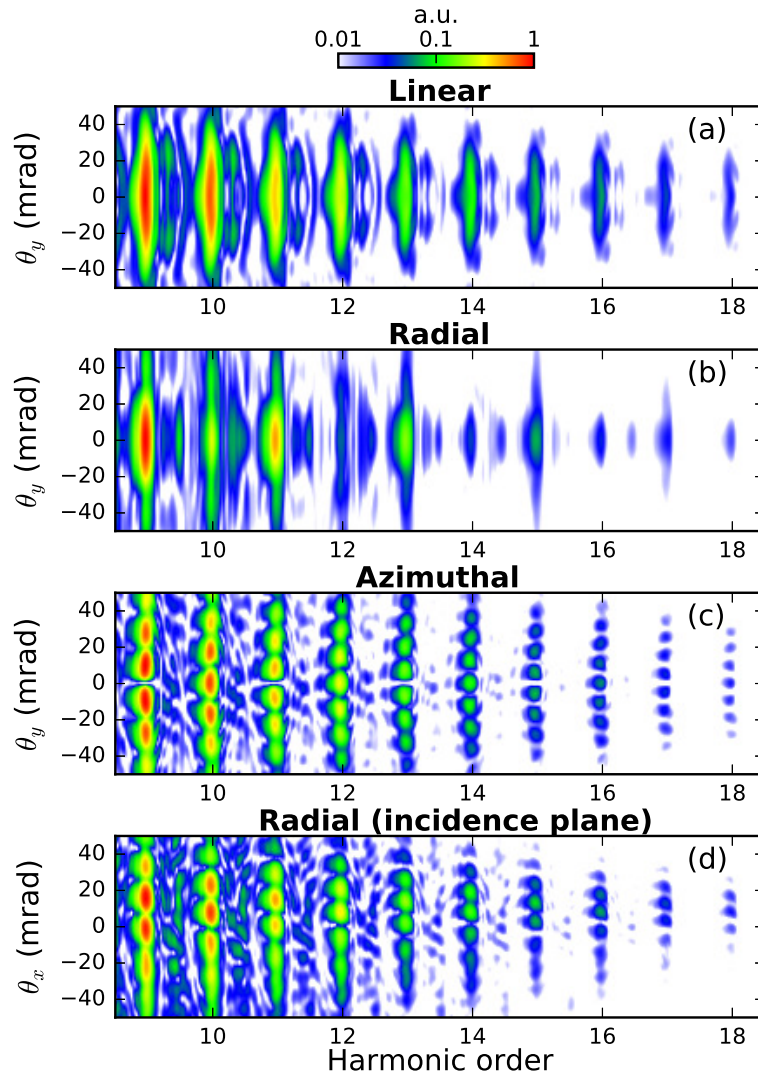 a.u.
0.01 0.1 1
Linear
(a)
40
20
0
−20
−40
θy (mrad)
10 12 14 16 18
Radial
(b)
40
20
0
−20
−40
θy (mrad)
10 12 14 16 18
Azimuthal
(c)
40
20
0
−20
−40
θy (mrad)
10 12 14 16 18
Radial (incidence plane)
(d)
40
20
0
−20
−40
θx (mrad)
10 12 14 16 18
Harmonic order